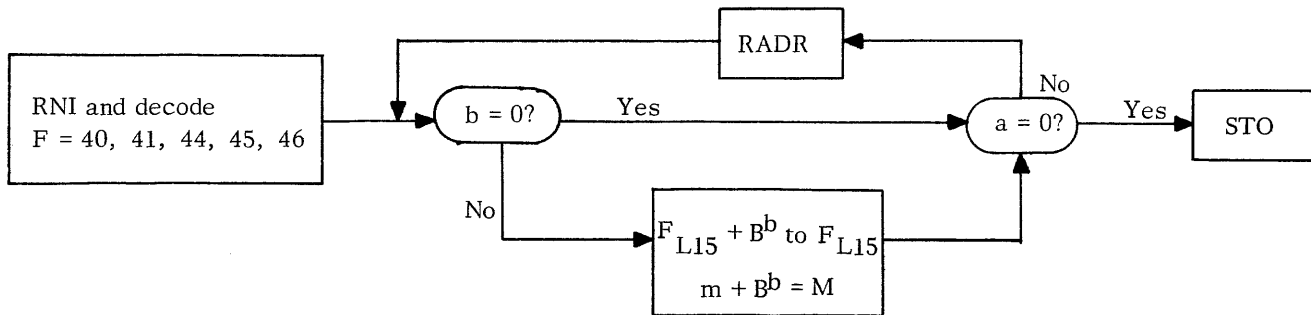 RADR
RNI and decode
F = 40, 41, 44, 45, 46
b = 0?
Yes
No
a = 0?
Yes
STO
No
F_L15 + B^b to F_L15
m + B^b = M